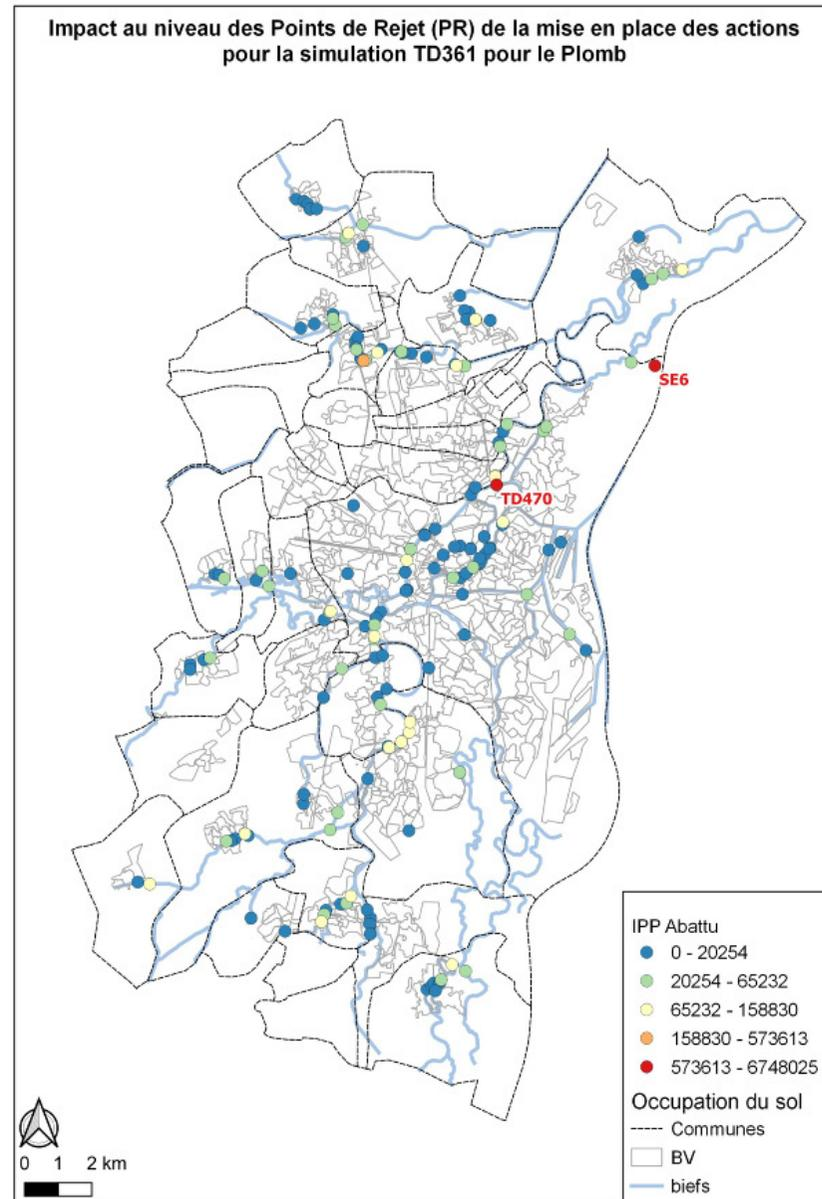 Impact au niveau des Points de Rejet (PR) de la mise en place des actions
pour la simulation TD361 pour le Plomb
SE6
TD470
IPP Abattu
0 - 20254
20254 - 65232
65232 - 158830
158830 - 573613
573613 - 6748025
Occupation du sol
Communes
BV
biefs
0 1 2 km